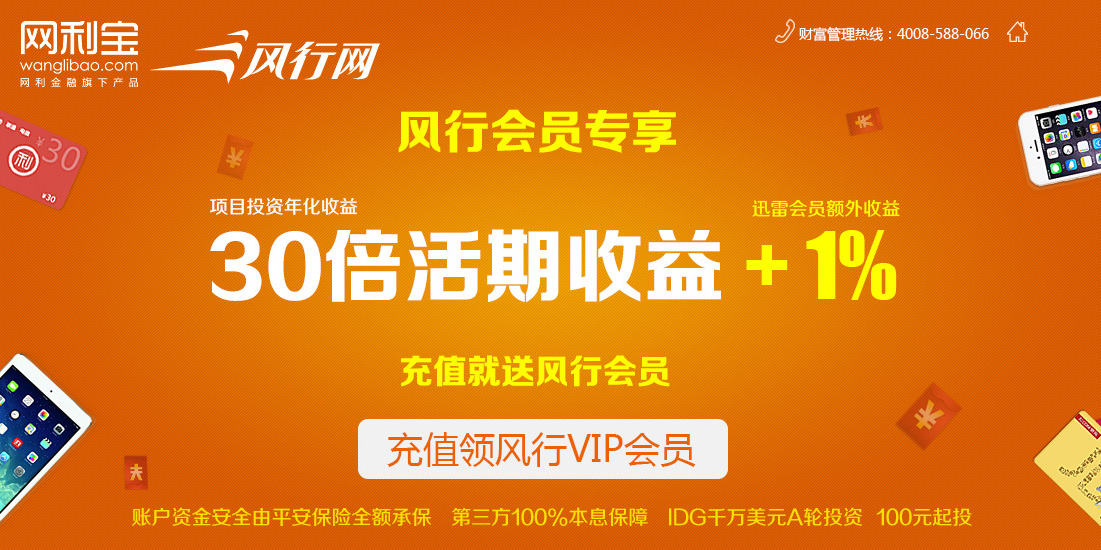 网利宝
wanglibao.com
网利金融旗下产品
风行网
财富管理热线：4008-588-066
风行会员专享
30
利
¥30
项目投资年化收益
迅雷会员额外收益
30倍活期收益 + 1%
充值就送风行会员
充值领风行VIP会员
账户资金安全由平安保险全额承保 第三方100%本息保障 IDG千万美元A轮投资 100元起投